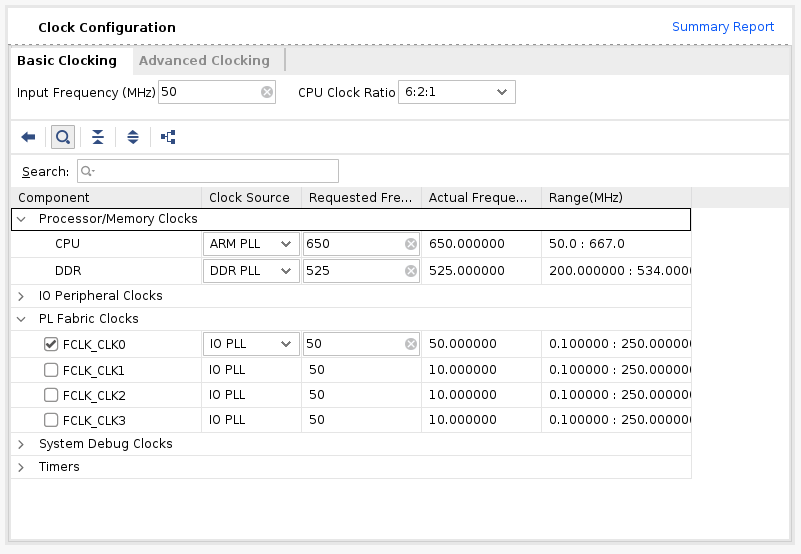 Clock Configuration
Summary Report
Basic Clocking Advanced Clocking
Input Frequency (MHz) 50 CPU Clock Ratio 6:2:1
Search:
Component Clock Source Requested Fre... Actual Freque... Range(MHz)
Processor/Memory Clocks
CPU ARM PLL 650 650.000000 50.0 : 667.0
DDR DDR PLL 525 525.000000 200.000000 : 534.0000
IO Peripheral Clocks
PL Fabric Clocks
FCLK_CLK0 IO PLL 50 50.000000 0.100000 : 250.000000
FCLK_CLK1 IO PLL 50 10.000000 0.100000 : 250.000000
FCLK_CLK2 IO PLL 50 10.000000 0.100000 : 250.000000
FCLK_CLK3 IO PLL 50 10.000000 0.100000 : 250.000000
System Debug Clocks
Timers